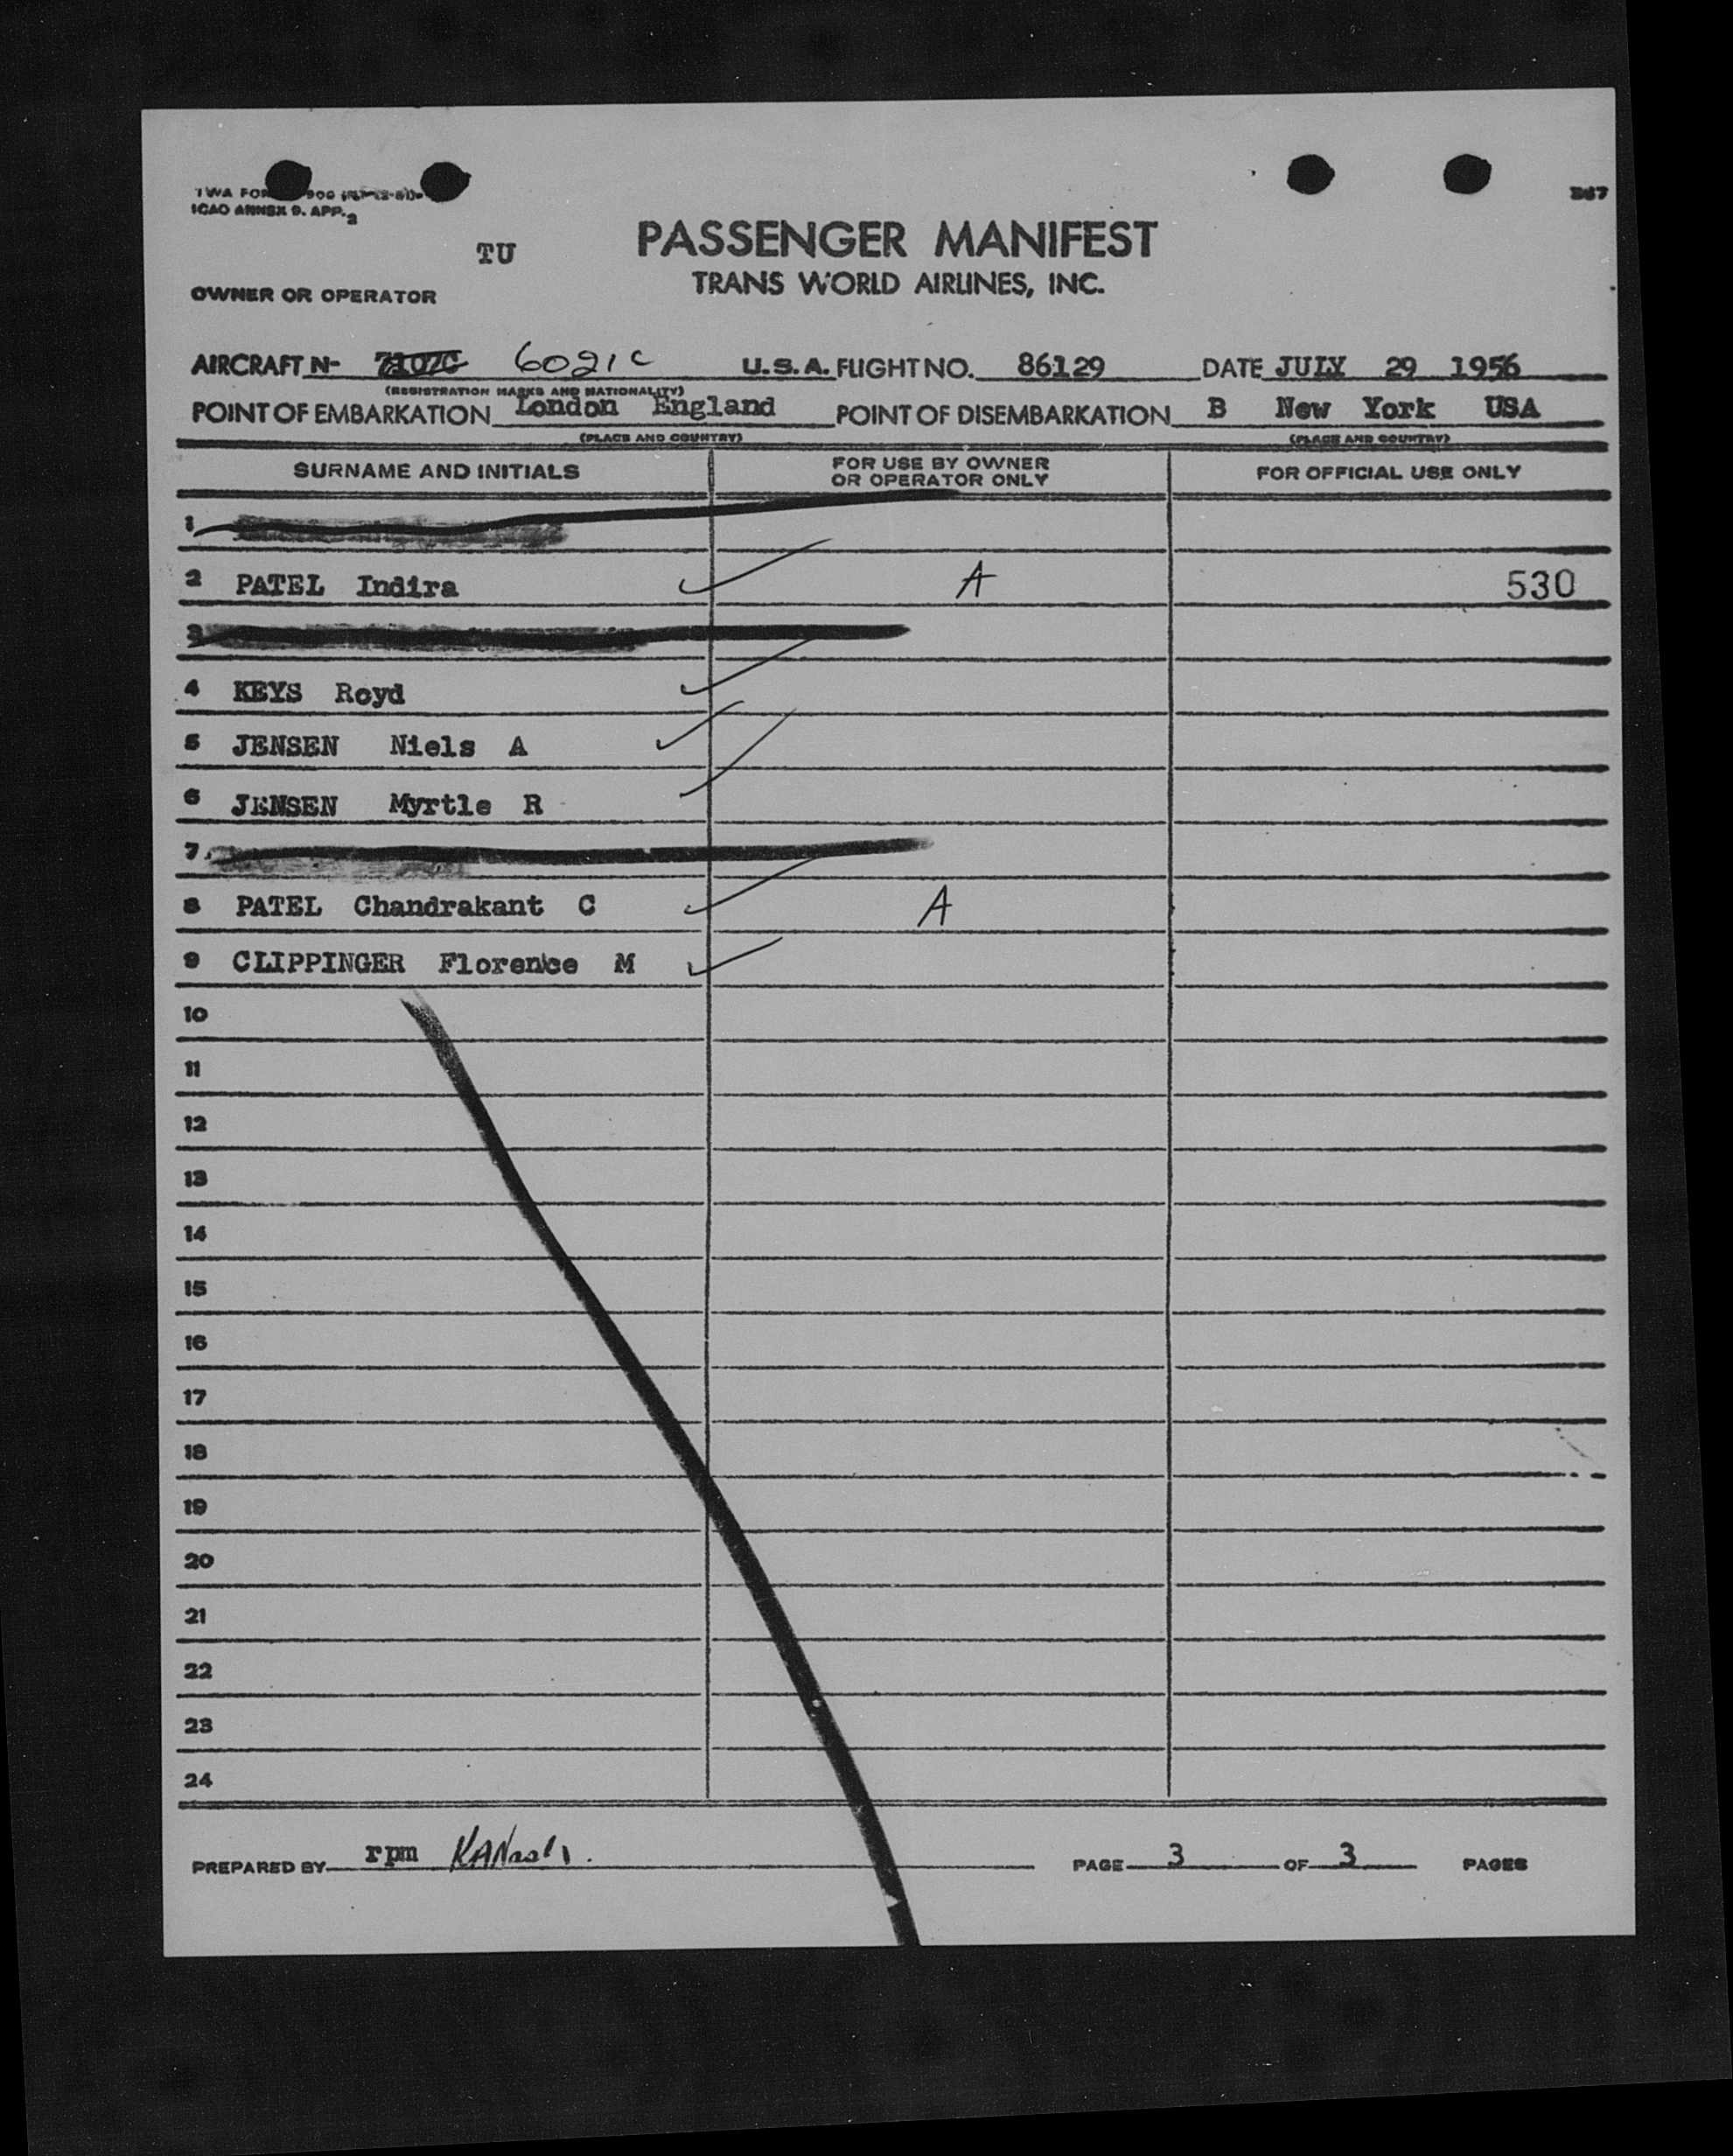 TWA FOR
ICAO ANNEX 9. APP. 2
TU
PASSENGER MANIFEST
TRANS WORLD AIRLINES, INC.
OWNER OR OPERATOR
AIRCRAFT N- 7107C 6021C U.S.A. FLIGHT NO. 86129 DATE JULY 29 1956
(REGISTRATION MARKS AND NATIONALITY)
POINT OF EMBARKATION London England POINT OF DISEMBARKATION B New York USA
(PLACE AND COUNTRY) (PLACE AND COUNTRY)
SURNAME AND INITIALS FOR USE BY OWNER OR OPERATOR ONLY FOR OFFICIAL USE ONLY
1
2 PATEL Indira A 530
3
4 KEYS Royd
5 JENSEN Niels A
6 JENSEN Myrtle R
7
8 PATEL Chandrakant C A
9 CLIPPINGER Florence M
10
11
12
13
14
15
16
17
18
19
20
21
22
23
24
PREPARED BY rpm PAGE 3 OF 3 PAGES